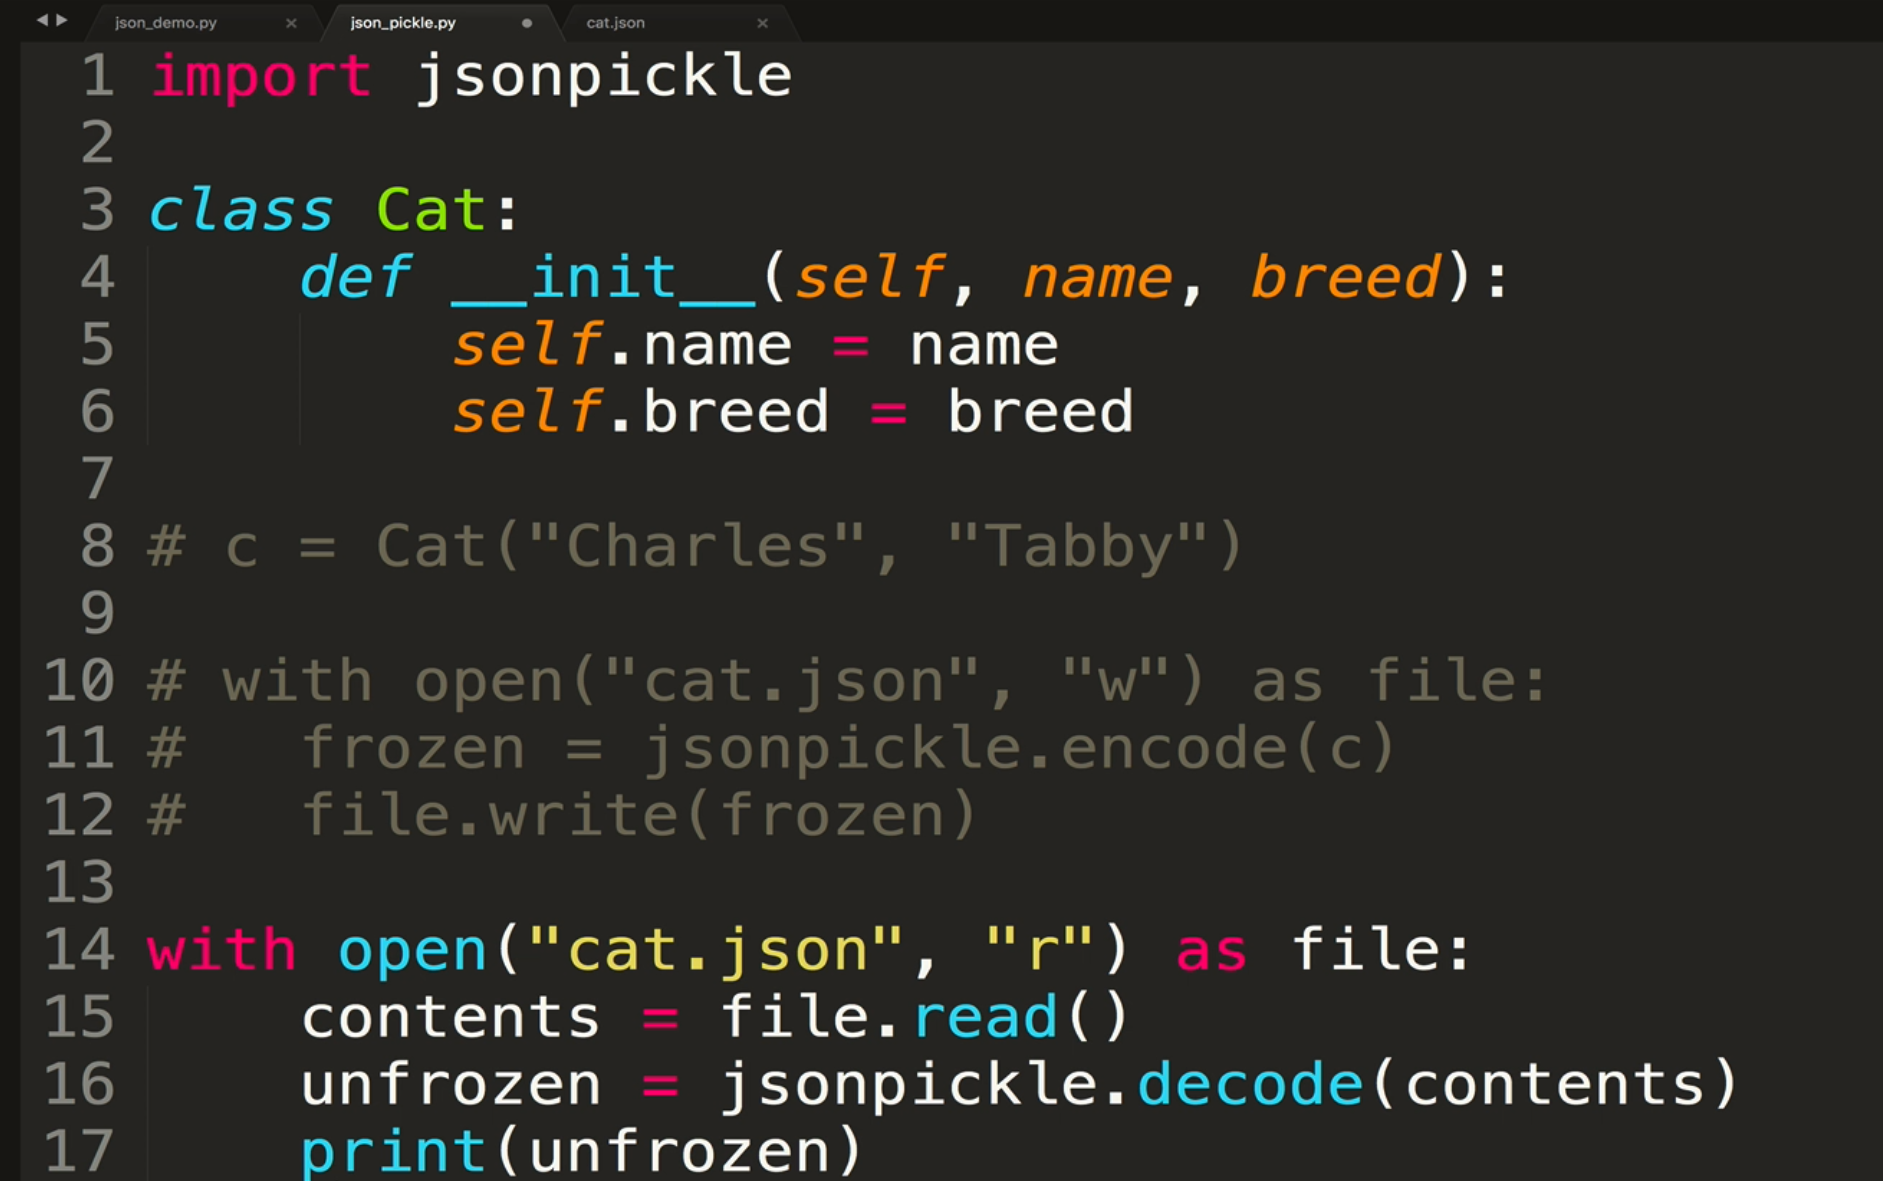 json_demo.py × json_pickle.py cat.json ×
1 import jsonpickle
2
3 class Cat:
4     def __init__(self, name, breed):
5         self.name = name
6         self.breed = breed
7
8 # c = Cat("Charles", "Tabby")
9
10 # with open("cat.json", "w") as file:
11 #   frozen = jsonpickle.encode(c)
12 #   file.write(frozen)
13
14 with open("cat.json", "r") as file:
15     contents = file.read()
16     unfrozen = jsonpickle.decode(contents)
17     print(unfrozen)